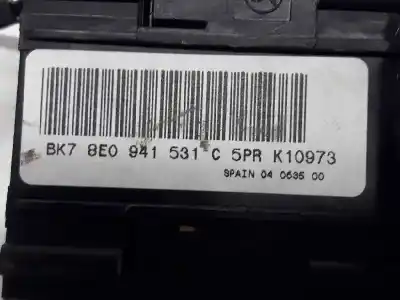 BK7 8E0 941 531 C 5PR K10973
SPAIN 04 0635 00